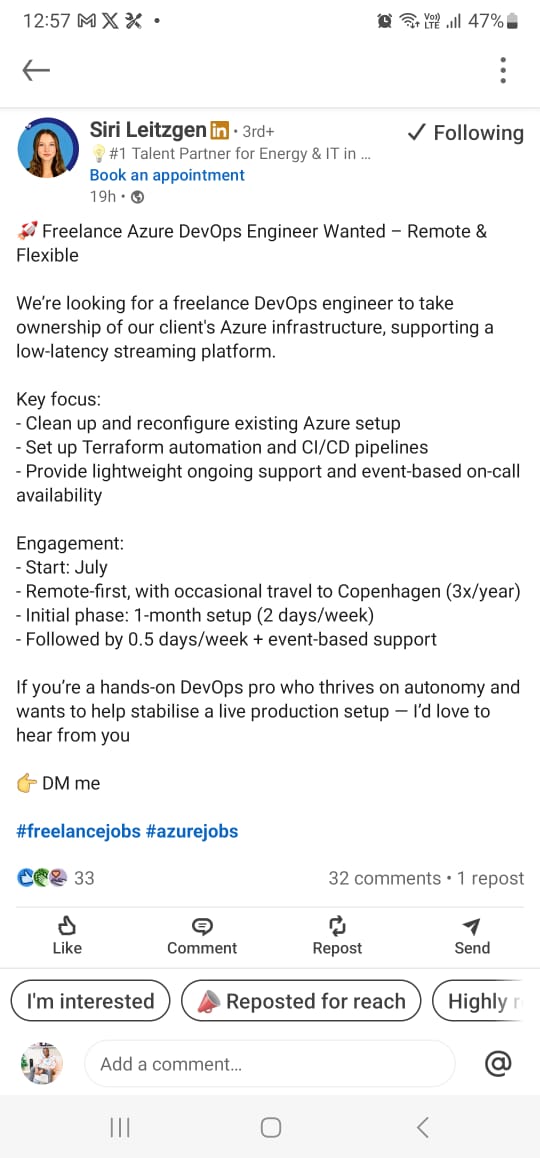 12:57
Vo)) LTE 47%
Siri Leitzgen in • 3rd+
✓ Following
💡#1 Talent Partner for Energy & IT in ...
Book an appointment
19h •
🚀 Freelance Azure DevOps Engineer Wanted – Remote &
Flexible
We're looking for a freelance DevOps engineer to take
ownership of our client's Azure infrastructure, supporting a
low-latency streaming platform.
Key focus:
- Clean up and reconfigure existing Azure setup
- Set up Terraform automation and CI/CD pipelines
- Provide lightweight ongoing support and event-based on-call
availability
Engagement:
- Start: July
- Remote-first, with occasional travel to Copenhagen (3x/year)
- Initial phase: 1-month setup (2 days/week)
- Followed by 0.5 days/week + event-based support
If you're a hands-on DevOps pro who thrives on autonomy and
wants to help stabilise a live production setup — I'd love to
hear from you
👉 DM me
#freelancejobs #azurejobs
33
32 comments • 1 repost
Like
Comment
Repost
Send
I'm interested
📣 Reposted for reach
Highly
Add a comment...
@